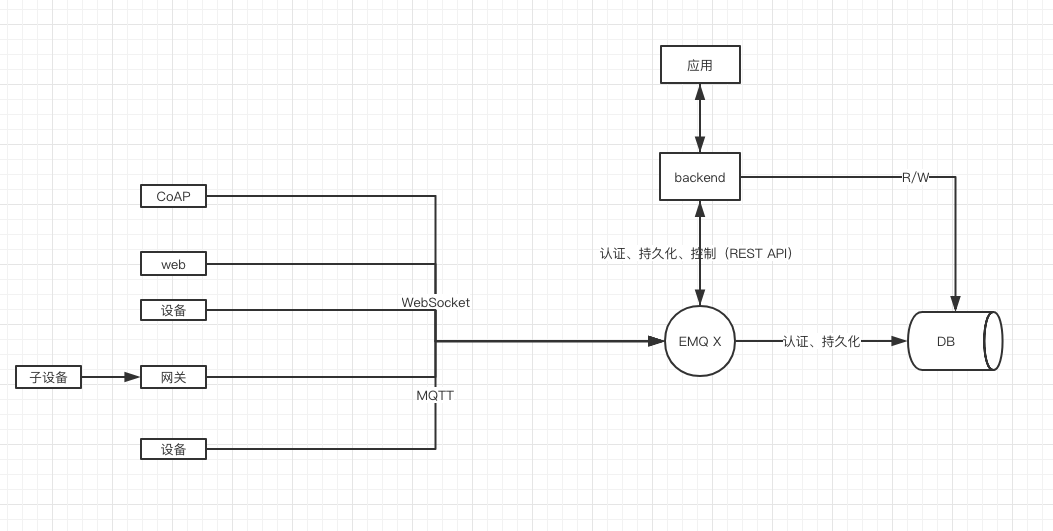 应用
backend
R/W
CoAP
认证、持久化、控制（REST API）
web
WebSocket
设备
EMQ X
认证、持久化
DB
子设备
网关
MQTT
设备